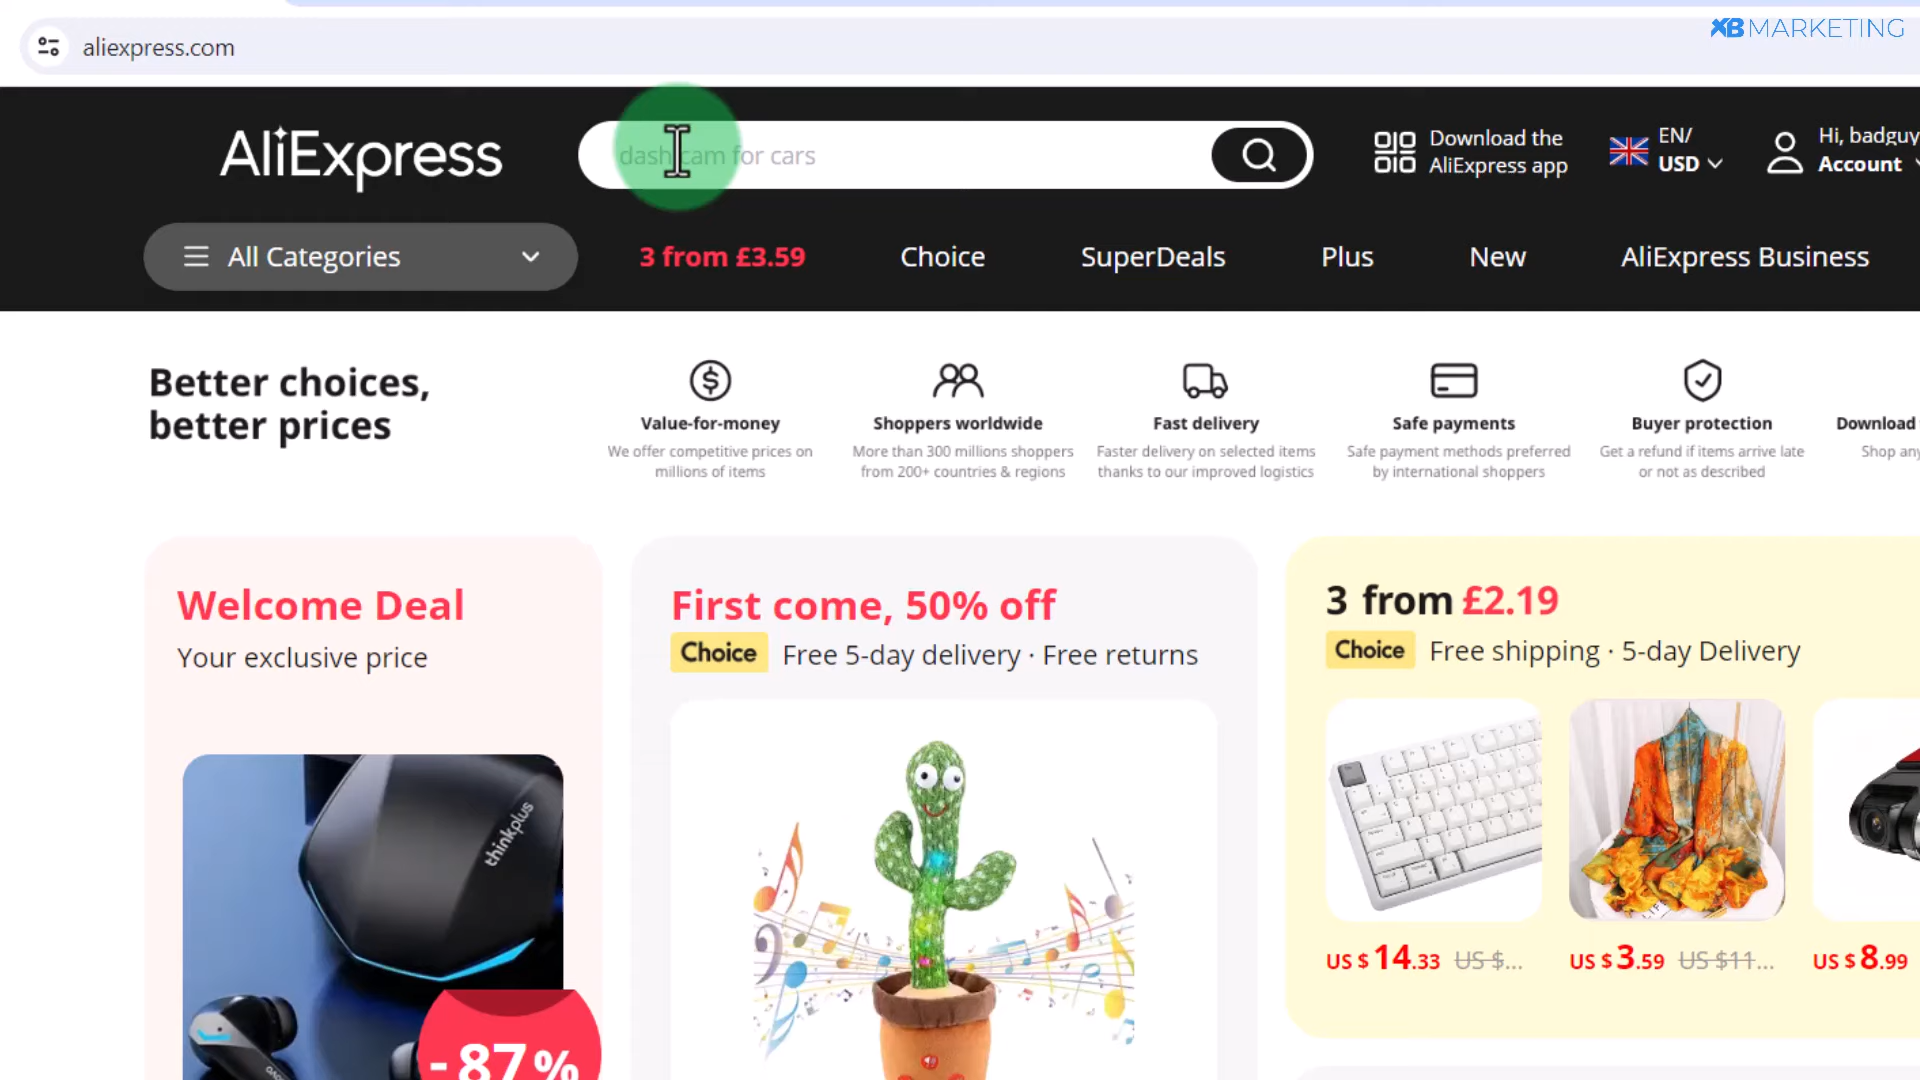 XB MARKETING
aliexpress.com
AliExpress
dash cam for cars
Download the
AliExpress app
EN/
USD
Hi, badguy
Account
All Categories
3 from £3.59
Choice
SuperDeals
Plus
New
AliExpress Business
Better choices,
better prices
Value-for-money
We offer competitive prices on
millions of items
Shoppers worldwide
More than 300 millions shoppers
from 200+ countries & regions
Fast delivery
Faster delivery on selected items
thanks to our improved logistics
Safe payments
Safe payment methods preferred
by international shoppers
Buyer protection
Get a refund if items arrive late
or not as described
Download
Shop any
Welcome Deal
Your exclusive price
thinkplus
-87%
First come, 50% off
Choice Free 5-day delivery · Free returns
3 from £2.19
Choice Free shipping · 5-day Delivery
US $14.33 US $...
US $3.59 US $11...
US $8.99